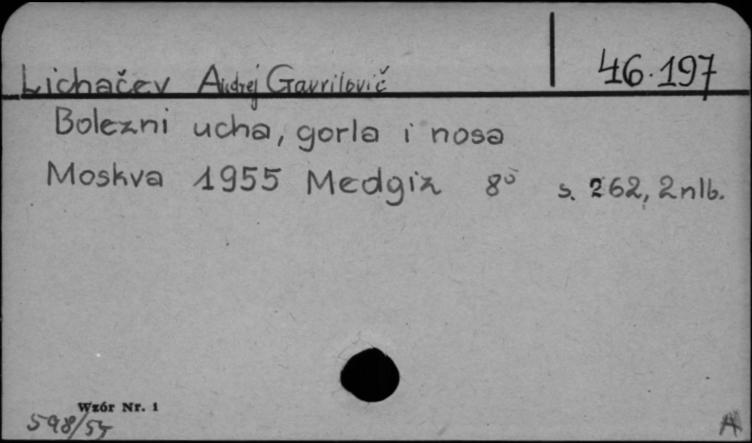 Lichačev Andrej Gavrilovič 46.197
Bolezni ucha, gorla i nosa
Moskva 1955 Medgiz 8° s. 262, 2nlb.
Wzór Nr. 1
598/55
A